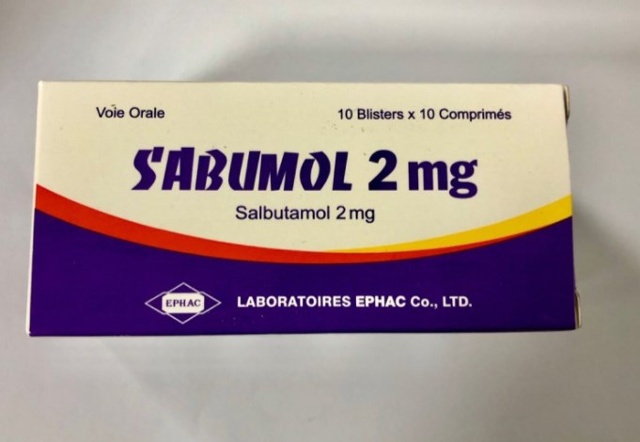 Voie Orale 10 Blisters x 10 Comprimés
SABUMOL 2 mg
Salbutamol 2 mg
EPHAC LABORATOIRES EPHAC Co., LTD.